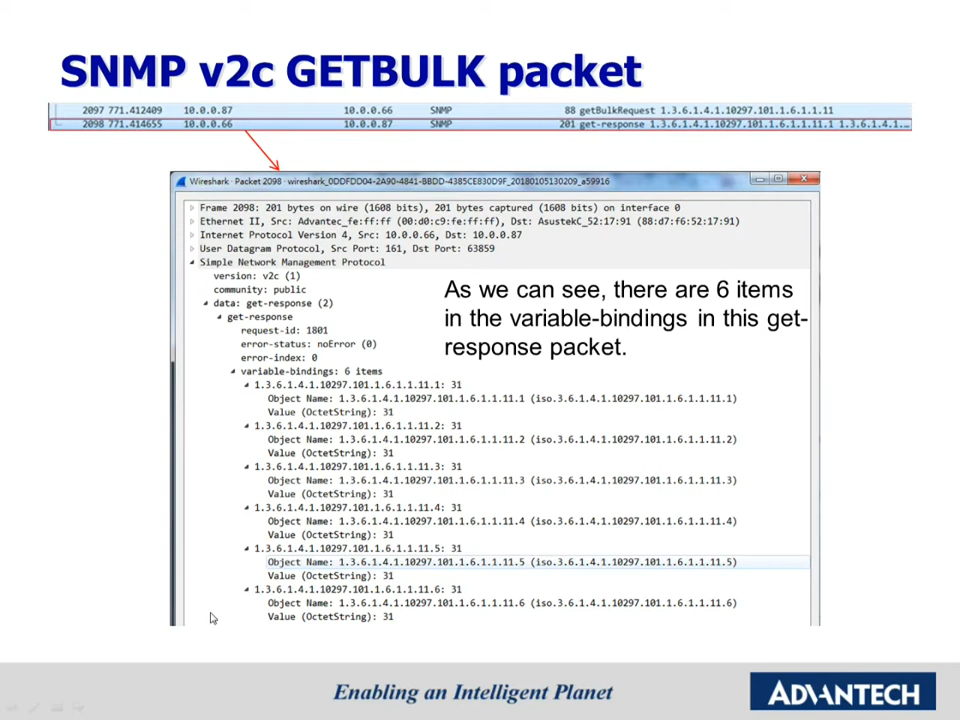 SNMP v2c GETBULK packet
2097 771.412409 10.0.0.87 10.0.0.66 SNMP 88 getBulkRequest 1.3.6.1.4.1.10297.101.1.6.1.1.11
2098 771.414655 10.0.0.66 10.0.0.87 SNMP 201 get-response 1.3.6.1.4.1.10297.101.1.6.1.1.11.1 1.3.6.1.4.1....
Wireshark · Packet 2098 · wireshark_0DDFDD04-2A90-4841-BBDD-4385CE830D9F_20180105130209_a59916
Frame 2098: 201 bytes on wire (1608 bits), 201 bytes captured (1608 bits) on interface 0
Ethernet II, Src: Advantec_fe:ff:ff (00:d0:c9:fe:ff:ff), Dst: AsustekC_52:17:91 (88:d7:f6:52:17:91)
Internet Protocol Version 4, Src: 10.0.0.66, Dst: 10.0.0.87
User Datagram Protocol, Src Port: 161, Dst Port: 63859
Simple Network Management Protocol
version: v2c (1)
community: public
data: get-response (2)
get-response
request-id: 1801
error-status: noError (0)
error-index: 0
variable-bindings: 6 items
As we can see, there are 6 items
in the variable-bindings in this get-
response packet.
1.3.6.1.4.1.10297.101.1.6.1.1.11.1: 31
Object Name: 1.3.6.1.4.1.10297.101.1.6.1.1.11.1 (iso.3.6.1.4.1.10297.101.1.6.1.1.11.1)
Value (OctetString): 31
1.3.6.1.4.1.10297.101.1.6.1.1.11.2: 31
Object Name: 1.3.6.1.4.1.10297.101.1.6.1.1.11.2 (iso.3.6.1.4.1.10297.101.1.6.1.1.11.2)
Value (OctetString): 31
1.3.6.1.4.1.10297.101.1.6.1.1.11.3: 31
Object Name: 1.3.6.1.4.1.10297.101.1.6.1.1.11.3 (iso.3.6.1.4.1.10297.101.1.6.1.1.11.3)
Value (OctetString): 31
1.3.6.1.4.1.10297.101.1.6.1.1.11.4: 31
Object Name: 1.3.6.1.4.1.10297.101.1.6.1.1.11.4 (iso.3.6.1.4.1.10297.101.1.6.1.1.11.4)
Value (OctetString): 31
1.3.6.1.4.1.10297.101.1.6.1.1.11.5: 31
Object Name: 1.3.6.1.4.1.10297.101.1.6.1.1.11.5 (iso.3.6.1.4.1.10297.101.1.6.1.1.11.5)
Value (OctetString): 31
1.3.6.1.4.1.10297.101.1.6.1.1.11.6: 31
Object Name: 1.3.6.1.4.1.10297.101.1.6.1.1.11.6 (iso.3.6.1.4.1.10297.101.1.6.1.1.11.6)
Value (OctetString): 31
Enabling an Intelligent Planet
ADVANTECH